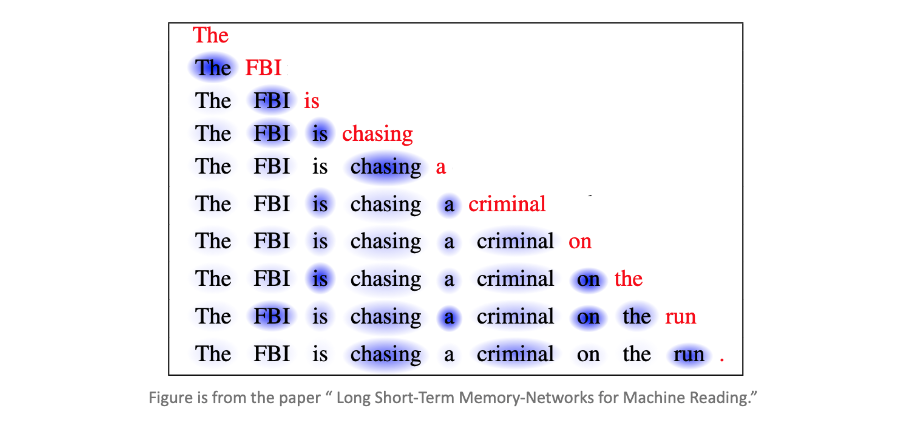 The
The FBI
The FBI is
The FBI is chasing
The FBI is chasing a
The FBI is chasing a criminal
The FBI is chasing a criminal on
The FBI is chasing a criminal on the
The FBI is chasing a criminal on the run
The FBI is chasing a criminal on the run .
Figure is from the paper “ Long Short-Term Memory-Networks for Machine Reading.”